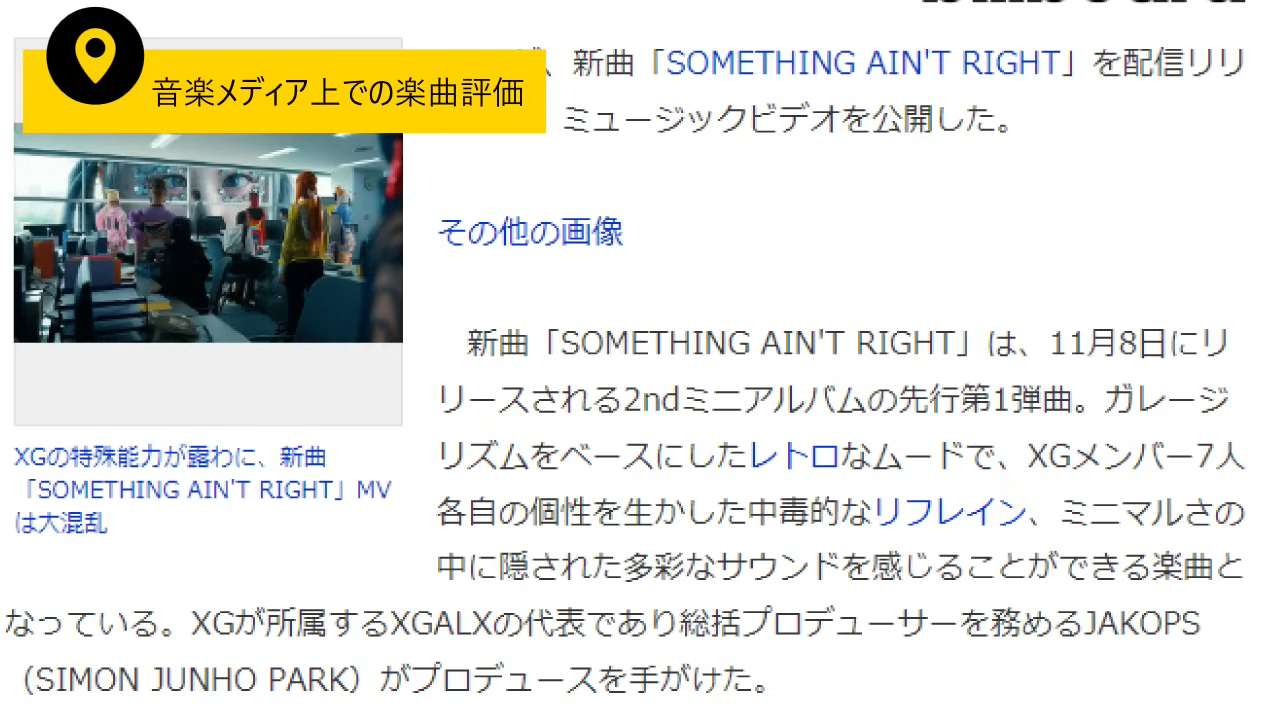 音楽メディア上での楽曲評価
、新曲「SOMETHING AIN'T RIGHT」を配信リリ
ミュージックビデオを公開した。
その他の画像
新曲「SOMETHING AIN'T RIGHT」は、11月8日にリ
リースされる2ndミニアルバムの先行第1弾曲。ガレージ
リズムをベースにしたレトロなムードで、XGメンバー7人
各自の個性を生かした中毒的なリフレイン、ミニマルさの
中に隠された多彩なサウンドを感じることができる楽曲と
なっている。XGが所属するXGALXの代表であり総括プロデューサーを務めるJAKOPS
（SIMON JUNHO PARK）がプロデュースを手がけた。
XGの特殊能力が露わに、新曲
「SOMETHING AIN'T RIGHT」MV
は大混乱